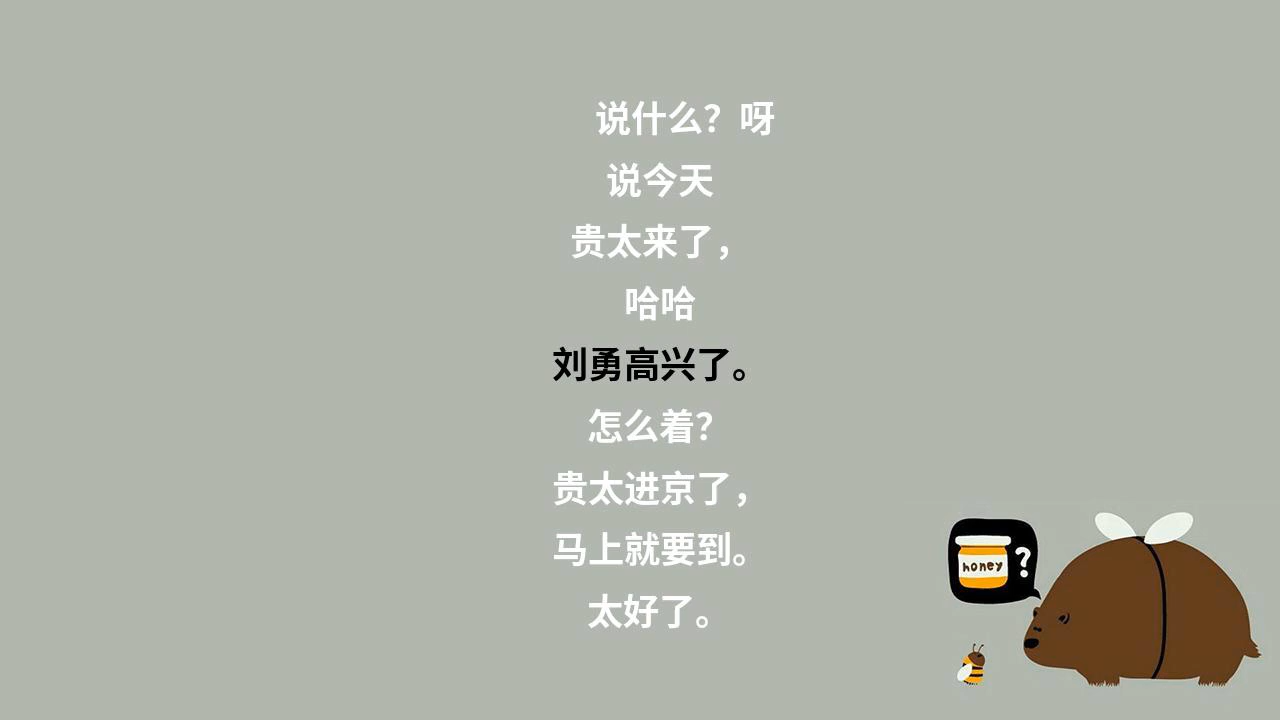 说什么？呀
说今天
贵太来了，
哈哈
刘勇高兴了。
怎么着？
贵太进京了，
马上就要到。
太好了。
honey
?